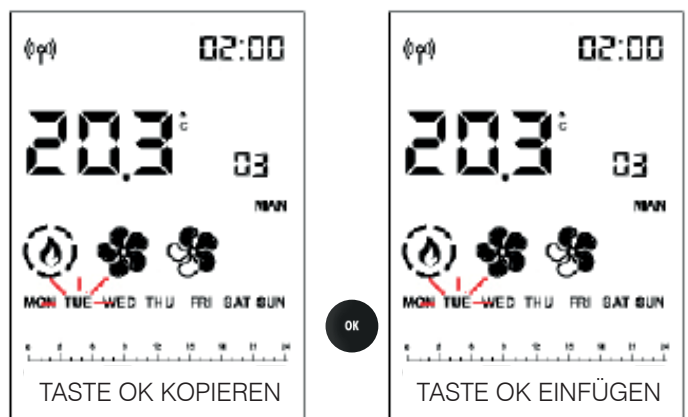 02:00
20.3 °C
03
MAN
MON TUE WED THU FRI SAT SUN
TASTE OK KOPIEREN
OK
02:00
20.3 °C
03
MAN
MON TUE WED THU FRI SAT SUN
TASTE OK EINFÜGEN